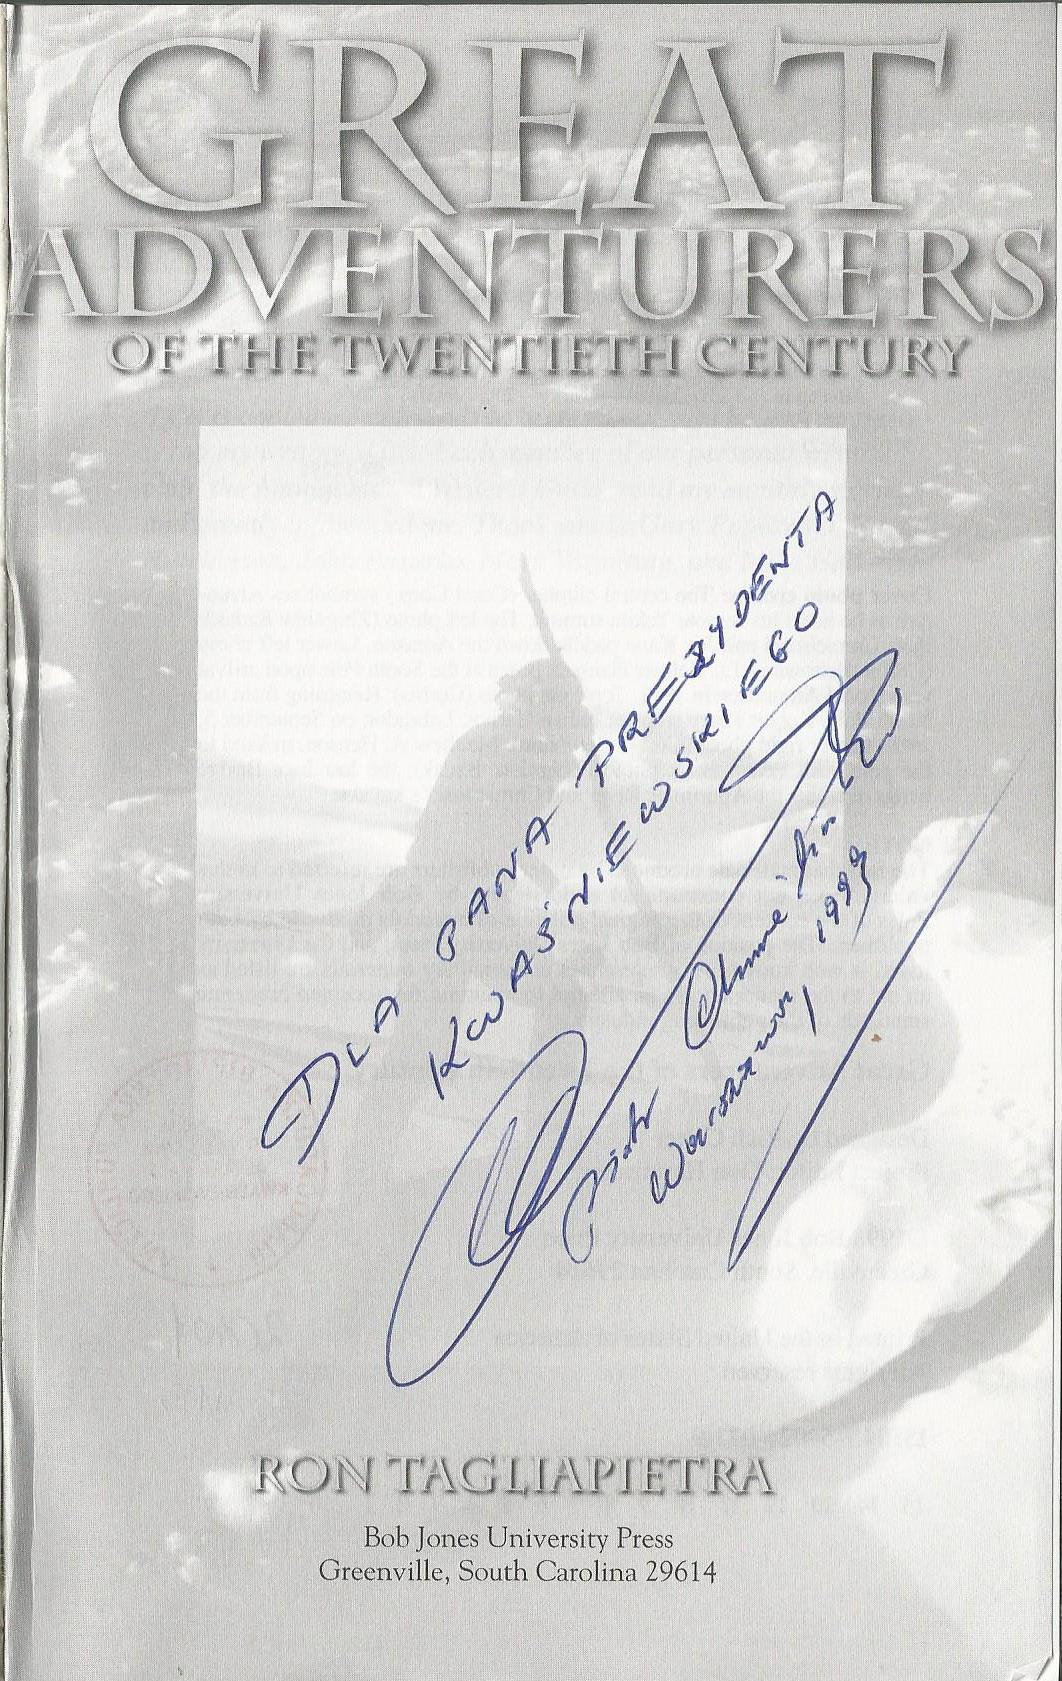 GREAT
ADVENTURERS
OF THE TWENTIETH CENTURY
DLA PANA PREZYDENTA
KWAŚNIEWSKIEGO
Piotr Chmieliński
Warszawa, 1999
RON TAGLIAPIETRA
Bob Jones University Press
Greenville, South Carolina 29614